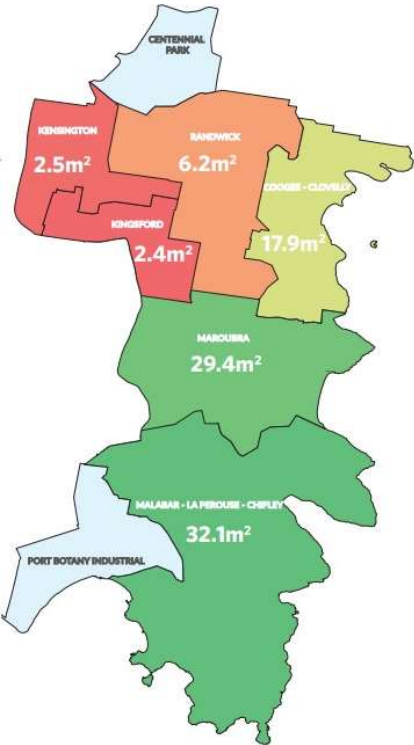 CENTENNIAL
PARK
KENSINGTON
2.5m²
RANDWICK
6.2m²
COOGEE - CLOVELLY
17.9m²
KINGSFORD
2.4m²
MAROUBRA
29.4m²
MALABAR - LA PEROUSE - CHIFLEY
32.1m²
PORT BOTANY INDUSTRIAL